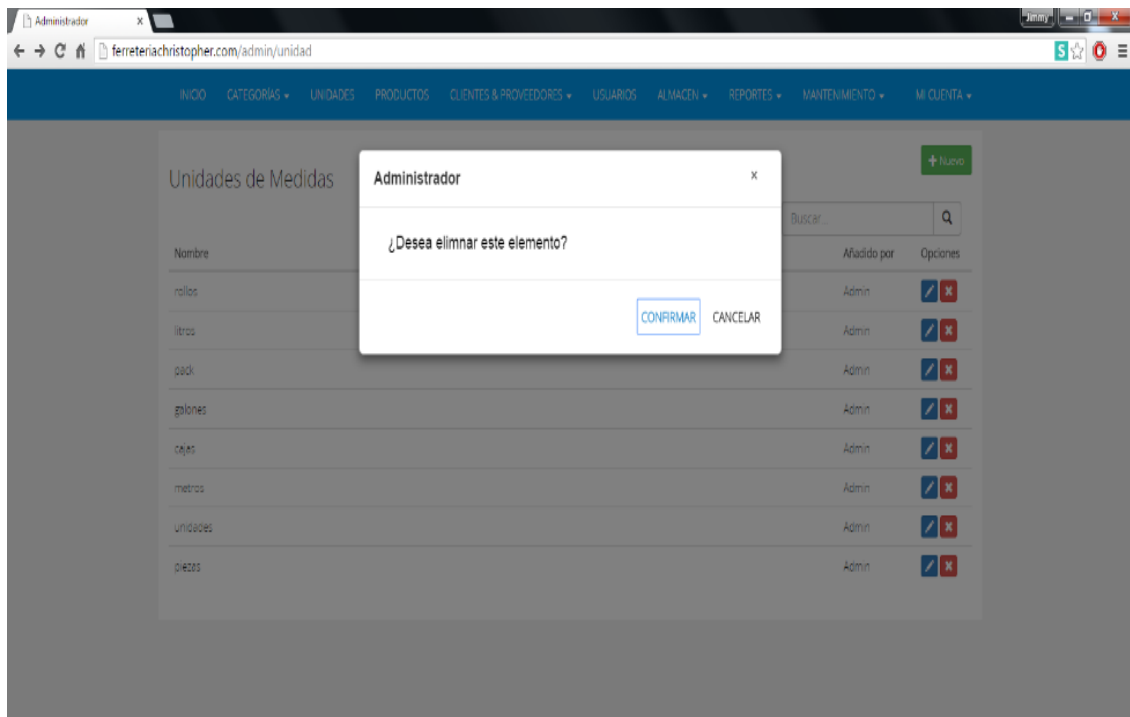 Administrador
Jimmy
ferreteriachristopher.com/admin/unidad
INICIO CATEGORÍAS UNIDADES PRODUCTOS CLIENTES & PROVEEDORES USUARIOS ALMACEN REPORTES MANTENIMIENTO MI CUENTA
Nuevo
Unidades de Medidas
Administrador
Buscar...
¿Desea elimnar este elemento?
Nombre Añadido por Opciones
rollos Admin
CONFIRMAR CANCELAR
litros Admin
pack Admin
galones Admin
cajas Admin
metros Admin
unidades Admin
piezas Admin